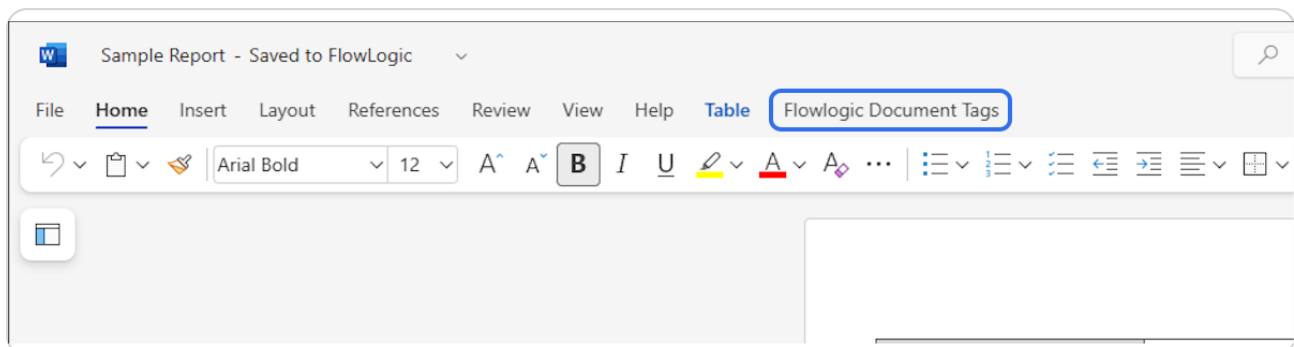 Sample Report - Saved to FlowLogic
File Home Insert Layout References Review View Help Table Flowlogic Document Tags
Arial Bold 12 A A B I U A A